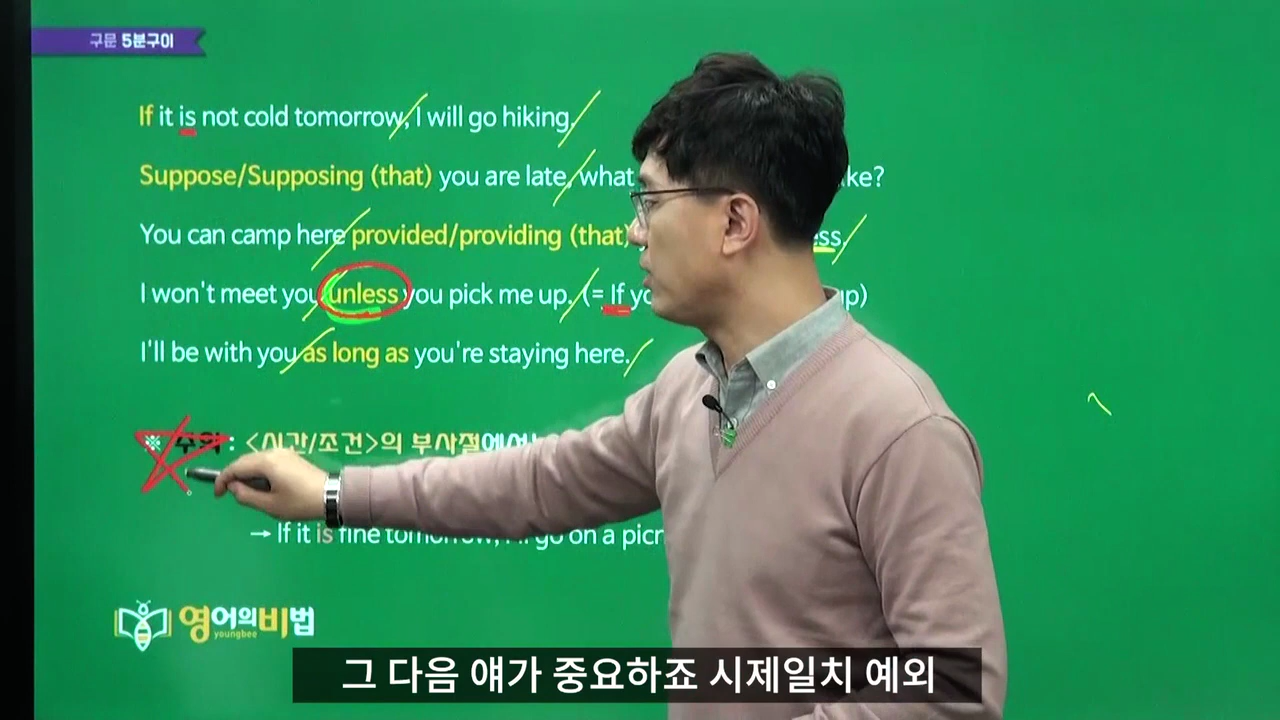 구문 5분구이
If it is not cold tomorrow, I will go hiking.
Suppose/Supposing (that) you are late, what ke?
You can camp here provided/providing (that) ess.
I won't meet you unless you pick me up. (= If yo up)
I'll be with you as long as you're staying here.
※ 주의 : <시간/조건>의 부사절에서
→ If it is fine tomorrow, I'll go on a picn
영어의비법
youngbee
그 다음 얘가 중요하죠 시제일치 예외